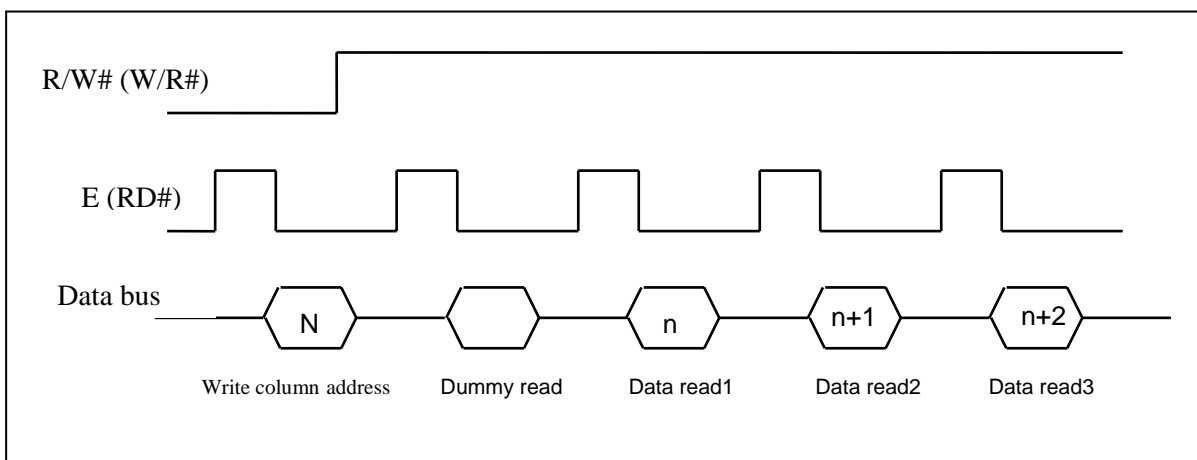 R/W# (W/R#)
E (RD#)
Data bus
N
n
n+1
n+2
Write column address
Dummy read
Data read1
Data read2
Data read3